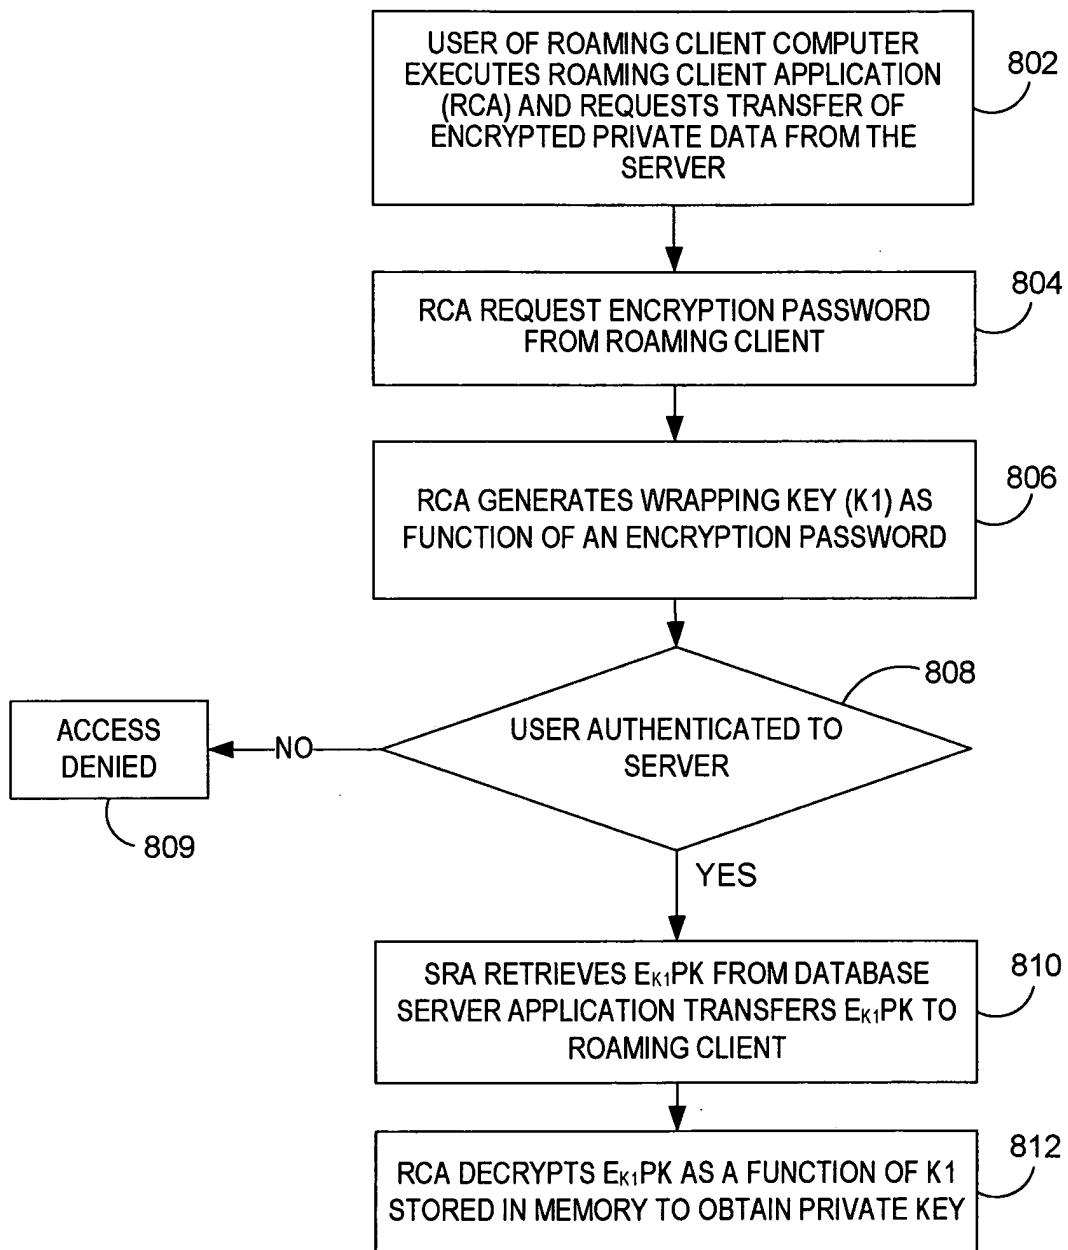 USER OF ROAMING CLIENT COMPUTER
EXECUTES ROAMING CLIENT APPLICATION
(RCA) AND REQUESTS TRANSFER OF
ENCRYPTED PRIVATE DATA FROM THE
SERVER
802
RCA REQUEST ENCRYPTION PASSWORD
FROM ROAMING CLIENT
804
RCA GENERATES WRAPPING KEY (K1) AS
FUNCTION OF AN ENCRYPTION PASSWORD
806
USER AUTHENTICATED TO
SERVER
808
NO
ACCESS
DENIED
809
YES
SRA RETRIEVES EK1PK FROM DATABASE
SERVER APPLICATION TRANSFERS EK1PK TO
ROAMING CLIENT
810
RCA DECRYPTS EK1PK AS A FUNCTION OF K1
STORED IN MEMORY TO OBTAIN PRIVATE KEY
812